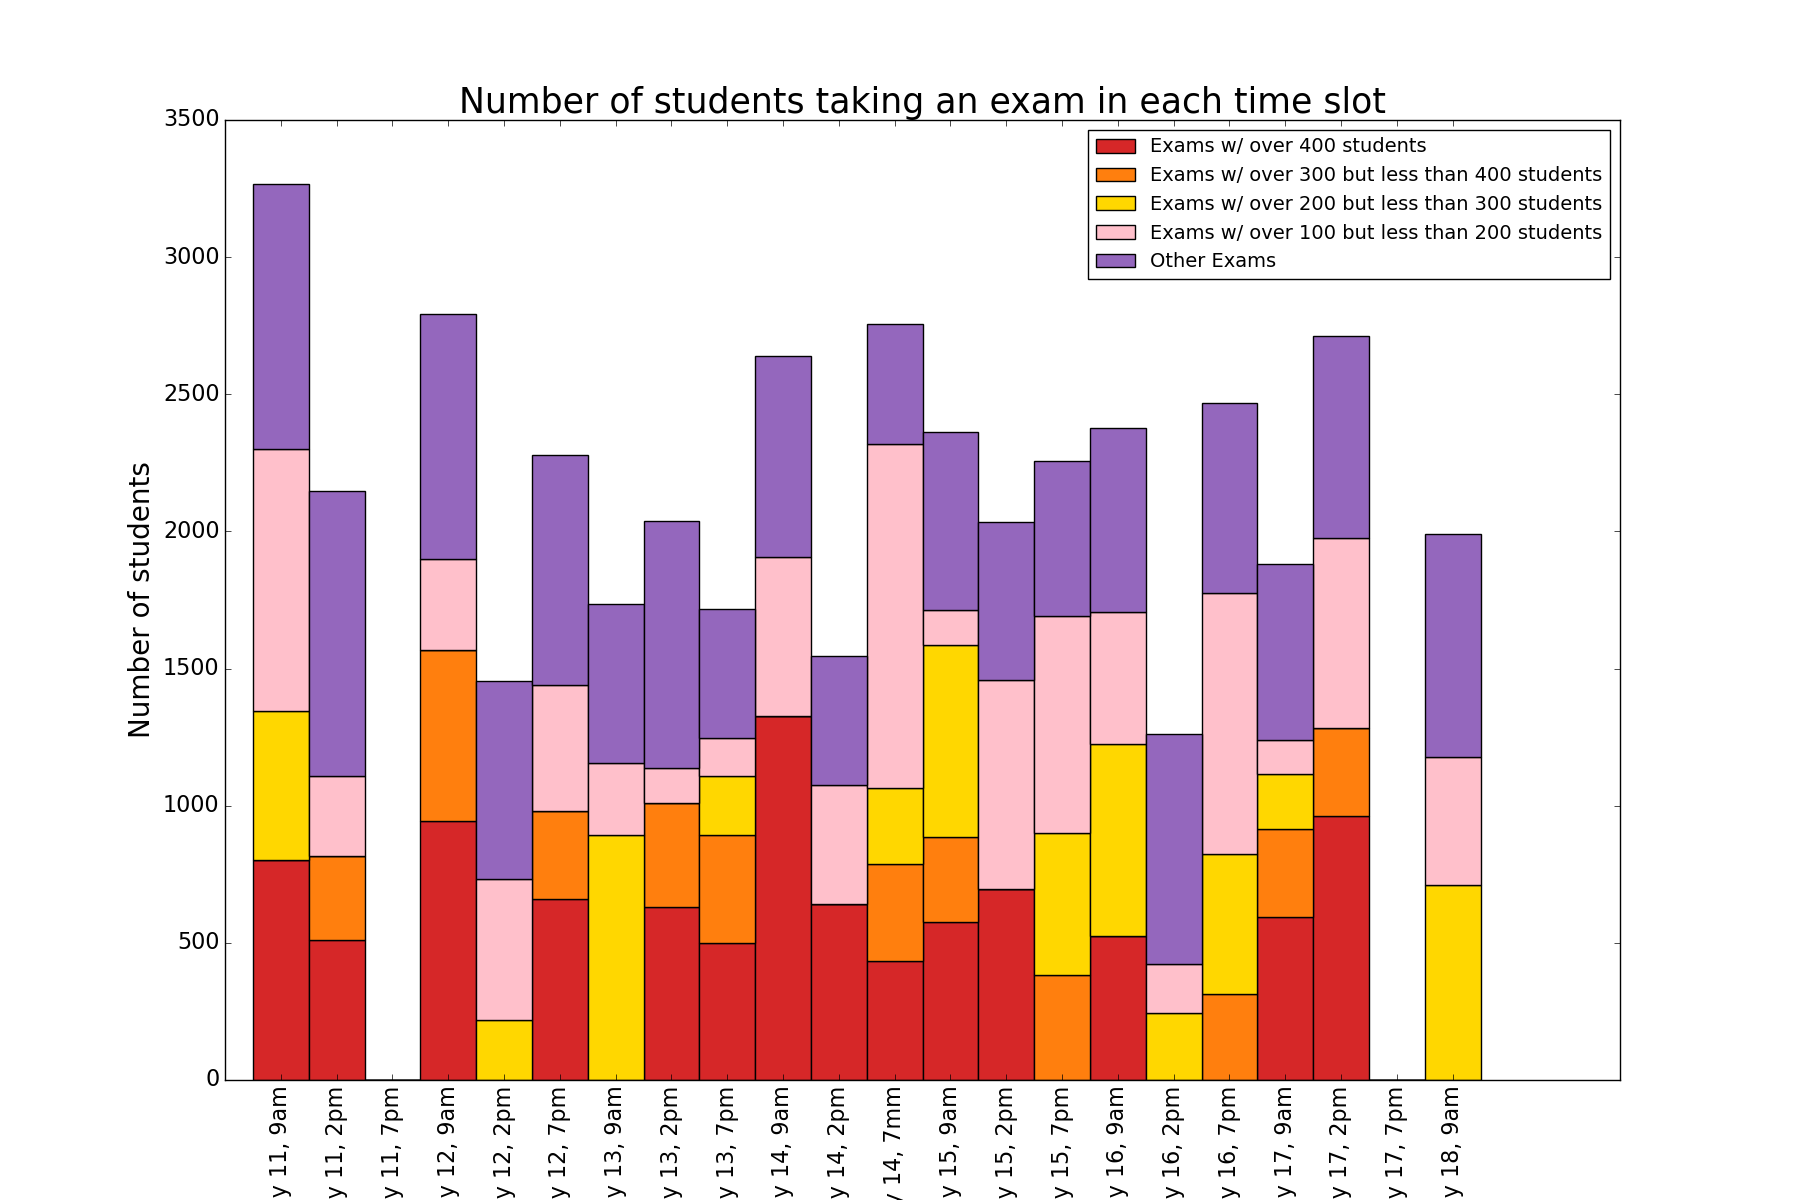 Number of students taking an exam in each time slot
3500
3000
2500
2000
1500
1000
500
0
Number of students
Exams w/ over 400 students
Exams w/ over 300 but less than 400 students
Exams w/ over 200 but less than 300 students
Exams w/ over 100 but less than 200 students
Other Exams
y 11, 9am
y 11, 2pm
y 11, 7pm
y 12, 9am
y 12, 2pm
y 12, 7pm
y 13, 9am
y 13, 2pm
y 13, 7pm
y 14, 9am
y 14, 2pm
y 14, 7mm
y 15, 9am
y 15, 2pm
y 15, 7pm
y 16, 9am
y 16, 2pm
y 16, 7pm
y 17, 9am
y 17, 2pm
y 17, 7pm
y 18, 9am